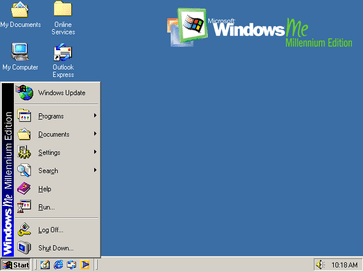 My Documents
Online
Services
My Computer
Outlook
Express
Microsoft
Windows Me
Millennium Edition
Windows Update
Programs
Documents
Settings
Search
Help
Run...
Log Off...
Shut Down...
Windows Me Millennium Edition
Start
10:18 AM